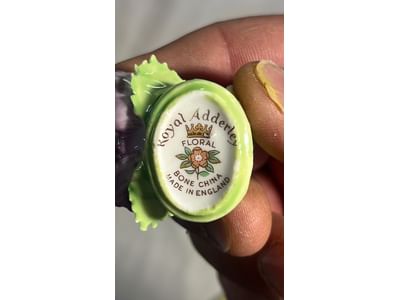 Royal Adderley
FLORAL
BONE CHINA
MADE IN ENGLAND